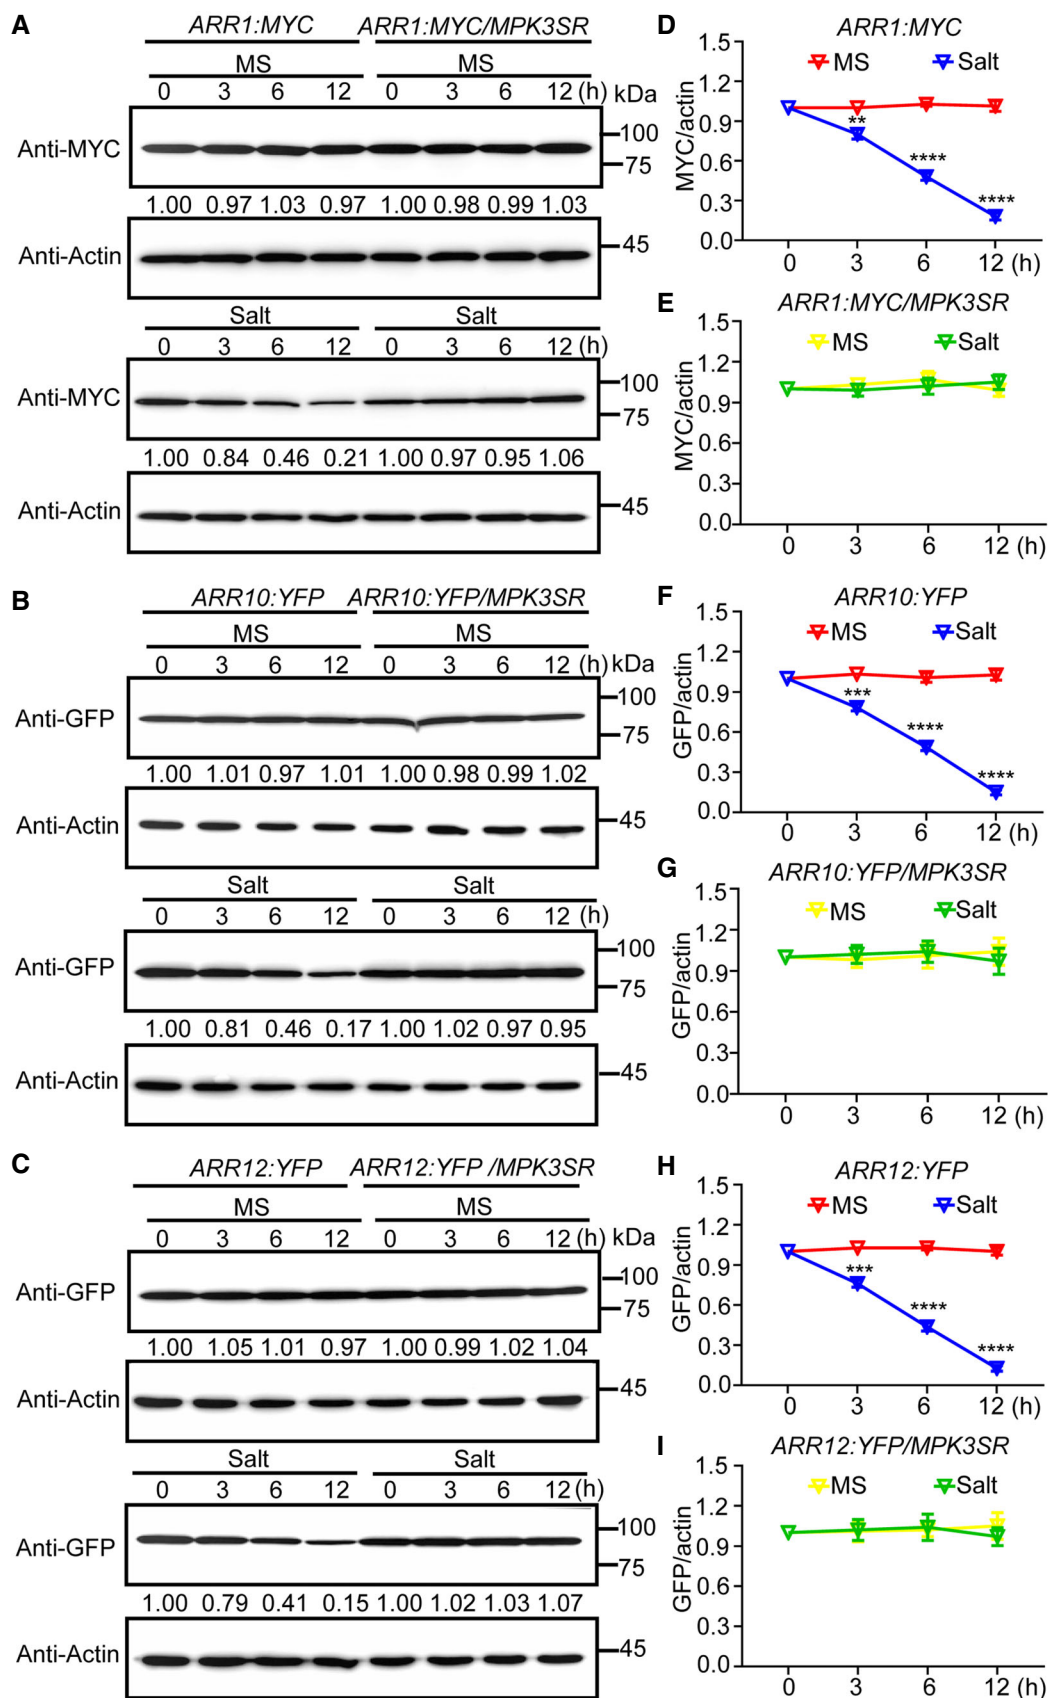 A
ARR1:MYC ARR1:MYC/MPK3SR
MS MS
0 3 6 12 0 3 6 12 (h) kDa
Anti-MYC
100
75
1.00 0.97 1.03 0.97 1.00 0.98 0.99 1.03
Anti-Actin
45
Salt Salt
0 3 6 12 0 3 6 12 (h)
Anti-MYC
100
75
1.00 0.84 0.46 0.21 1.00 0.97 0.95 1.06
Anti-Actin
45
B
ARR10:YFP ARR10:YFP/MPK3SR
MS MS
0 3 6 12 0 3 6 12 (h) kDa
Anti-GFP
100
75
1.00 1.01 0.97 1.01 1.00 0.98 0.99 1.02
Anti-Actin
45
Salt Salt
0 3 6 12 0 3 6 12 (h)
Anti-GFP
100
75
1.00 0.81 0.46 0.17 1.00 1.02 0.97 0.95
Anti-Actin
45
C
ARR12:YFP ARR12:YFP /MPK3SR
MS MS
0 3 6 12 0 3 6 12 (h) kDa
Anti-GFP
100
75
1.00 1.05 1.01 0.97 1.00 0.99 1.02 1.04
Anti-Actin
45
Salt Salt
0 3 6 12 0 3 6 12 (h)
Anti-GFP
100
75
1.00 0.79 0.41 0.15 1.00 1.02 1.03 1.07
Anti-Actin
45
D
ARR1:MYC
MS Salt
MYC/actin
1.5
1.2
0.9
0.6
0.3
0.0
**
****
****
0 3 6 12 (h)
E
ARR1:MYC/MPK3SR
MS Salt
MYC/actin
1.5
1.2
0.9
0.6
0.3
0.0
0 3 6 12 (h)
F
ARR10:YFP
MS Salt
GFP/actin
1.5
1.2
0.9
0.6
0.3
0.0
***
****
****
0 3 6 12 (h)
G
ARR10:YFP/MPK3SR
MS Salt
GFP/actin
1.5
1.2
0.9
0.6
0.3
0.0
0 3 6 12 (h)
H
ARR12:YFP
MS Salt
GFP/actin
1.5
1.2
0.9
0.6
0.3
0.0
***
****
****
0 3 6 12 (h)
I
ARR12:YFP/MPK3SR
MS Salt
GFP/actin
1.5
1.2
0.9
0.6
0.3
0.0
0 3 6 12 (h)